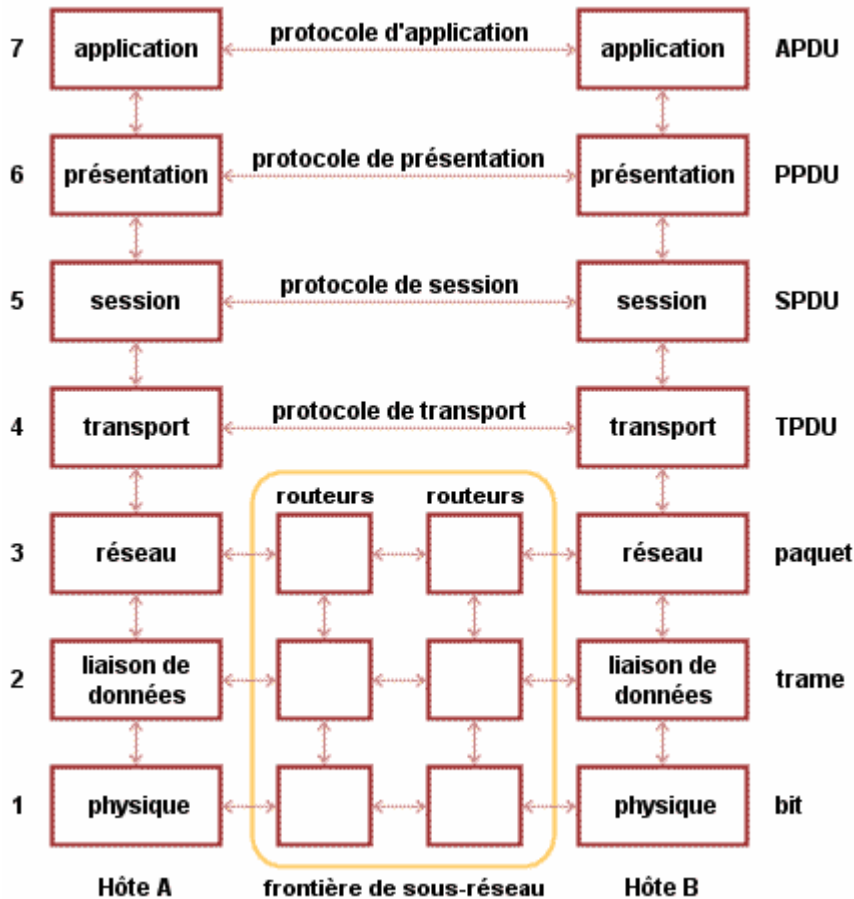 7 application protocole d'application application APDU
6 présentation protocole de présentation présentation PPDU
5 session protocole de session session SPDU
4 transport protocole de transport transport TPDU
routeurs routeurs
3 réseau réseau paquet
2 liaison de données liaison de données trame
1 physique physique bit
Hôte A frontière de sous-réseau Hôte B